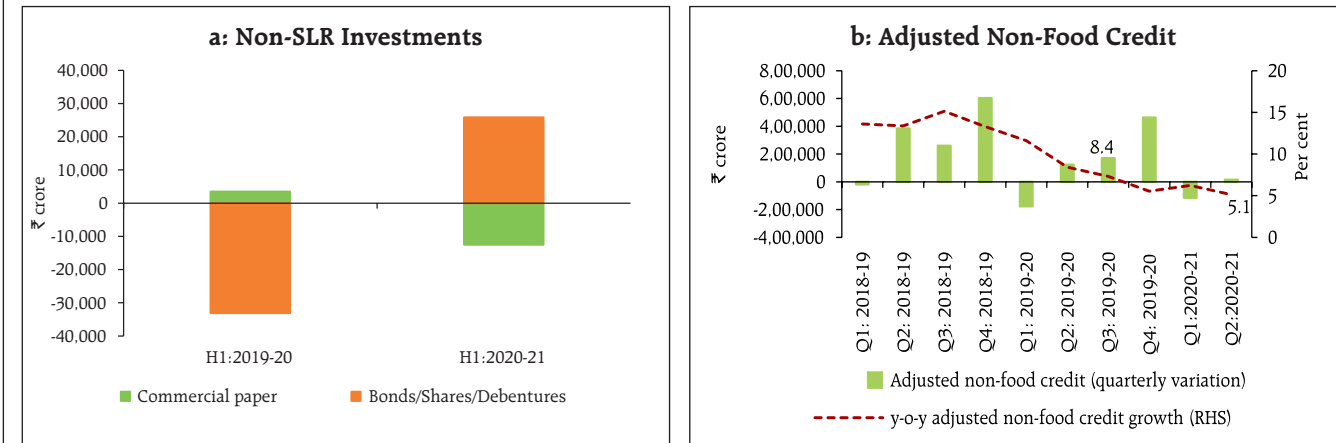 a: Non-SLR Investments
₹ crore
40,000
30,000
20,000
10,000
0
-10,000
-20,000
-30,000
-40,000
H1:2019-20
H1:2020-21
Commercial paper
Bonds/Shares/Debentures
b: Adjusted Non-Food Credit
₹ crore
8,00,000
6,00,000
4,00,000
2,00,000
0
-2,00,000
-4,00,000
8.4
5.1
20
15
10
5
0
Per cent
Q1: 2018-19
Q2: 2018-19
Q3: 2018-19
Q4: 2018-19
Q1: 2019-20
Q2: 2019-20
Q3: 2019-20
Q4: 2019-20
Q1:2020-21
Q2:2020-21
Adjusted non-food credit (quarterly variation)
y-o-y adjusted non-food credit growth (RHS)